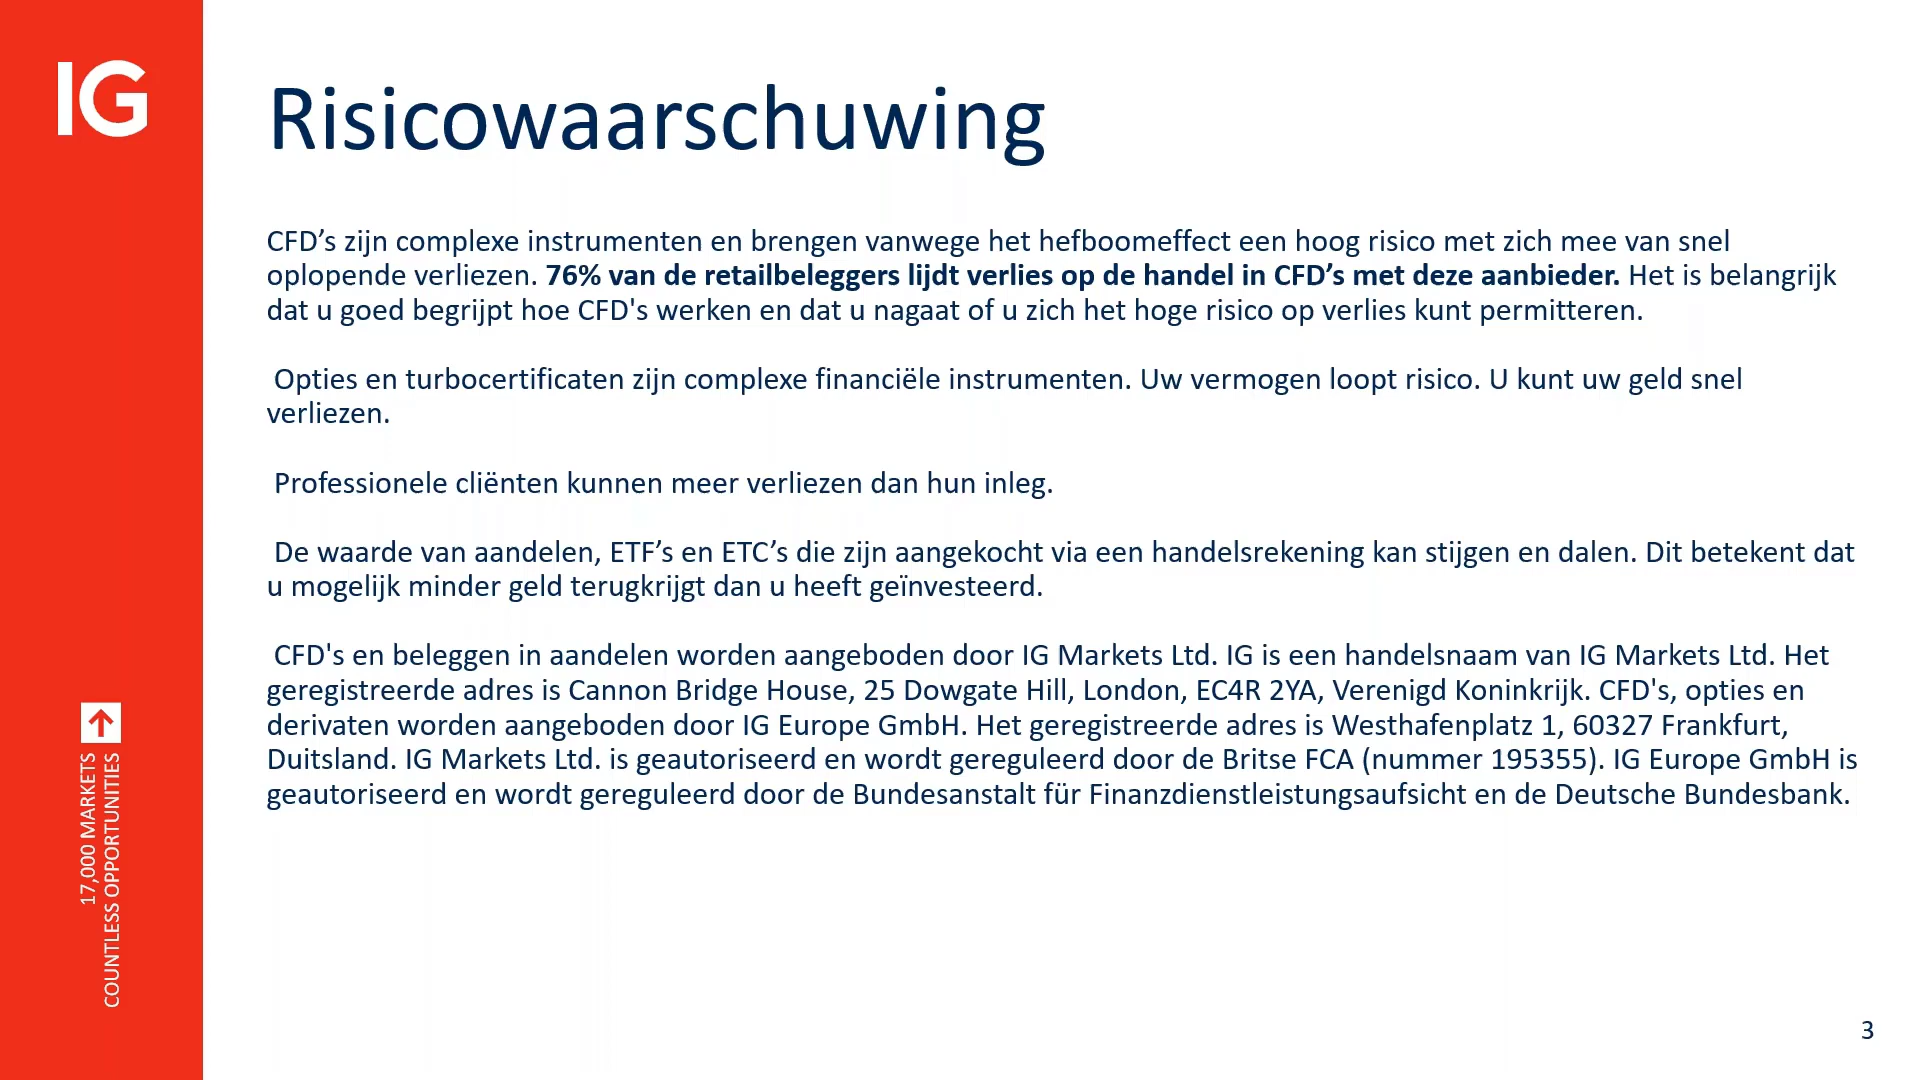 IG
Risicowaarschuwing
CFD’s zijn complexe instrumenten en brengen vanwege het hefboomeffect een hoog risico met zich mee van snel
oplopende verliezen. 76% van de retailbeleggers lijdt verlies op de handel in CFD’s met deze aanbieder. Het is belangrijk
dat u goed begrijpt hoe CFD's werken en dat u nagaat of u zich het hoge risico op verlies kunt permitteren.
Opties en turbocertificaten zijn complexe financiële instrumenten. Uw vermogen loopt risico. U kunt uw geld snel
verliezen.
Professionele cliënten kunnen meer verliezen dan hun inleg.
De waarde van aandelen, ETF’s en ETC’s die zijn aangekocht via een handelsrekening kan stijgen en dalen. Dit betekent dat
u mogelijk minder geld terugkrijgt dan u heeft geïnvesteerd.
CFD's en beleggen in aandelen worden aangeboden door IG Markets Ltd. IG is een handelsnaam van IG Markets Ltd. Het
geregistreerde adres is Cannon Bridge House, 25 Dowgate Hill, London, EC4R 2YA, Verenigd Koninkrijk. CFD's, opties en
derivaten worden aangeboden door IG Europe GmbH. Het geregistreerde adres is Westhafenplatz 1, 60327 Frankfurt,
Duitsland. IG Markets Ltd. is geautoriseerd en wordt gereguleerd door de Britse FCA (nummer 195355). IG Europe GmbH is
geautoriseerd en wordt gereguleerd door de Bundesanstalt für Finanzdienstleistungsaufsicht en de Deutsche Bundesbank.
17,000 MARKETS
COUNTLESS OPPORTUNITIES
3